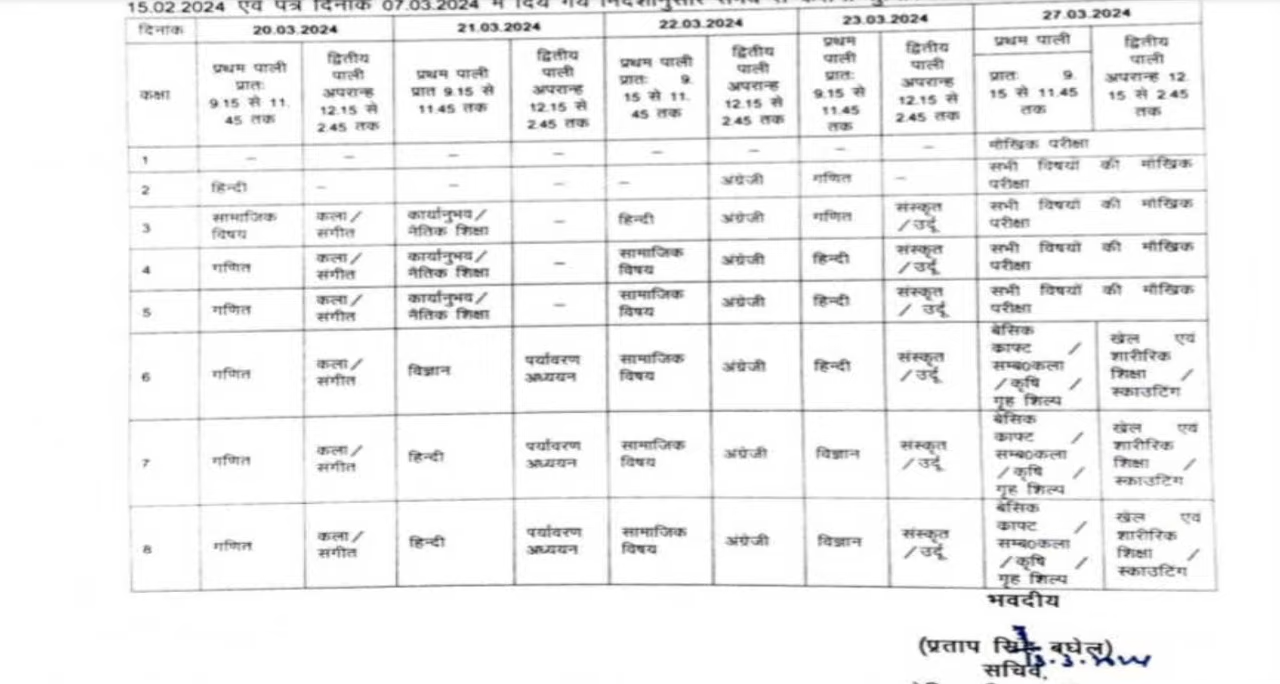 15.02.2024 एवं पत्र दिनांक 07.03.2024 में दिये गये निर्देशानुसार
दिनांक 20.03.2024 21.03.2024 22.03.2024 23.03.2024 27.03.2024
कक्षा
प्रथम पाली
प्रातः
9.15 से 11.
45 तक
द्वितीय
पाली
अपरान्ह
12.15 से
2.45 तक
प्रथम पाली
प्रात 9.15 से
11.45 तक
द्वितीय
पाली
अपरान्ह
12.15 से
2.45 तक
प्रथम पाली
प्रातः 9.
15 से 11.
45 तक
द्वितीय
पाली
अपरान्ह
12.15 से
2.45 तक
प्रथम
पाली
प्रातः
9.15 से
11.45
तक
द्वितीय
पाली
अपरान्ह
12.15 से
2.45 तक
प्रथम पाली
प्रातः 9.
15 से 11.45
तक
द्वितीय
पाली
अपरान्ह 12.
15 से 2.45
तक
1 – – – – – – – – मौखिक परीक्षा
2 हिन्दी – – – – अंग्रेजी गणित – सभी विषयों की मौखिक
परीक्षा
3 सामाजिक
विषय
कला/
संगीत
कार्यानुभव/
नैतिक शिक्षा
–
हिन्दी
अंग्रेजी
गणित
संस्कृत
/उर्दू
सभी विषयों की मौखिक
परीक्षा
4 गणित
कला/
संगीत
कार्यानुभव/
नैतिक शिक्षा
–
सामाजिक
विषय
अंग्रेजी
हिन्दी
संस्कृत
/उर्दू
सभी विषयों की मौखिक
परीक्षा
5 गणित
कला/
संगीत
कार्यानुभव/
नैतिक शिक्षा
–
सामाजिक
विषय
अंग्रेजी
हिन्दी
संस्कृत
/ उर्दू
सभी विषयों की मौखिक
परीक्षा
6 गणित
कला/
संगीत
विज्ञान
पर्यावरण
अध्ययन
सामाजिक
विषय
अंग्रेजी
हिन्दी
संस्कृत
/उर्दू
बेसिक
काफ्ट /
सम्ब0कला
/कृषि /
गृह शिल्प
खेल एवं
शारीरिक
शिक्षा /
स्काउटिंग
7 गणित
कला/
संगीत
हिन्दी
पर्यावरण
अध्ययन
सामाजिक
विषय
अंग्रेजी
विज्ञान
संस्कृत
/उर्दू
बेसिक
काफ्ट /
सम्ब0कला
/कृषि /
गृह शिल्प
खेल एवं
शारीरिक
शिक्षा /
स्काउटिंग
8 गणित
कला/
संगीत
हिन्दी
पर्यावरण
अध्ययन
सामाजिक
विषय
अंग्रेजी
विज्ञान
संस्कृत
/उर्दू
बेसिक
काफ्ट /
सम्ब0कला
/कृषि /
गृह शिल्प
खेल एवं
शारीरिक
शिक्षा /
स्काउटिंग
भवदीय
(प्रताप सिंह बघेल)
सचिव,